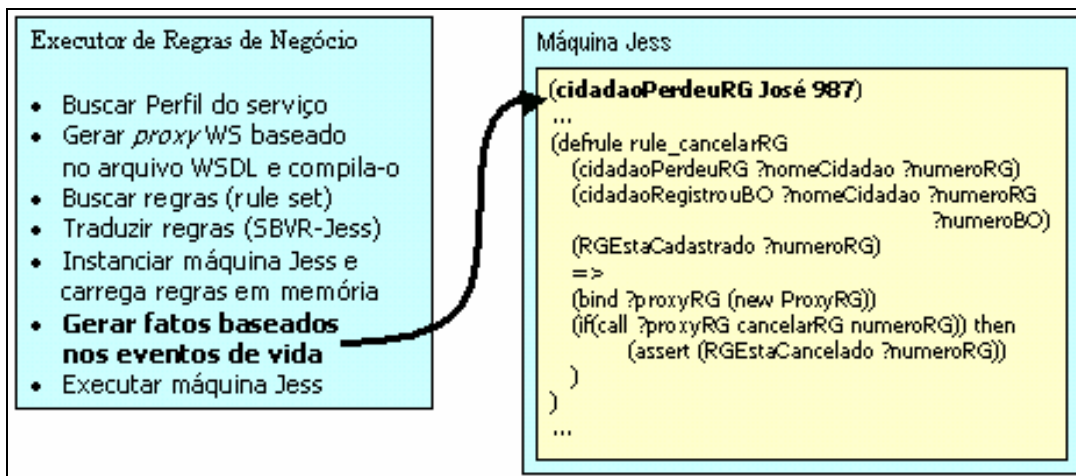 Executor de Regras de Negócio
• Buscar Perfil do serviço
• Gerar proxy WS baseado
no arquivo WSDL e compila-o
• Buscar regras (rule set)
• Traduzir regras (SBVR-Jess)
• Instanciar máquina Jess e
carrega regras em memória
• Gerar fatos baseados
nos eventos de vida
• Executar máquina Jess
Máquina Jess
(cidadaoPerdeuRG José 987)
...
(defrule rule_cancelarRG
(cidadaoPerdeuRG ?nomeCidadao ?numeroRG)
(cidadaoRegistrouBO ?nomeCidadao ?numeroRG
?numeroBO)
(RGEstaCadastrado ?numeroRG)
=>
(bind ?proxyRG (new ProxyRG))
(if(call ?proxyRG cancelarRG numeroRG)) then
(assert (RGEstaCancelado ?numeroRG))
)
)
...